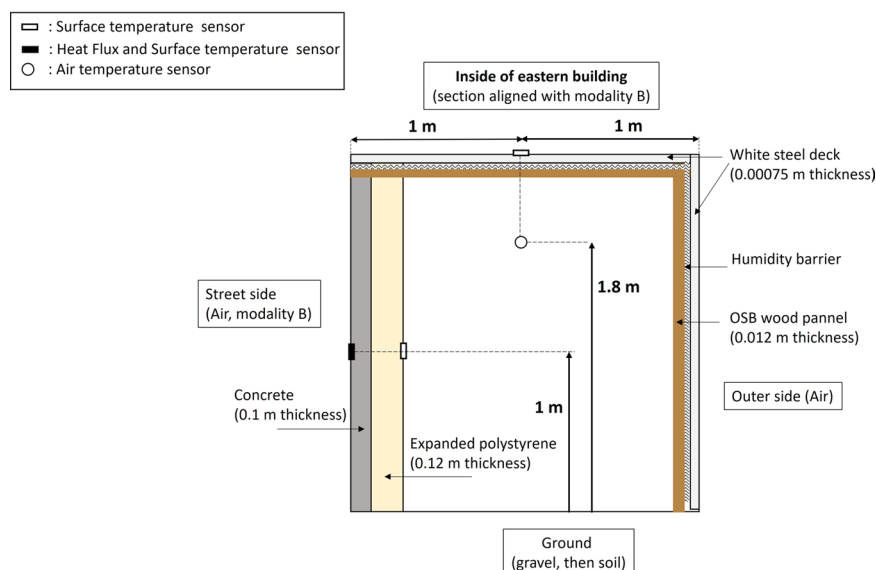 : Surface temperature sensor
: Heat Flux and Surface temperature sensor
: Air temperature sensor
Inside of eastern building
(section aligned with modality B)
1 m
1 m
White steel deck
(0.00075 m thickness)
Humidity barrier
1.8 m
Street side
(Air, modality B)
OSB wood pannel
(0.012 m thickness)
Outer side (Air)
Concrete
(0.1 m thickness)
1 m
Expanded polystyrene
(0.12 m thickness)
Ground
(gravel, then soil)